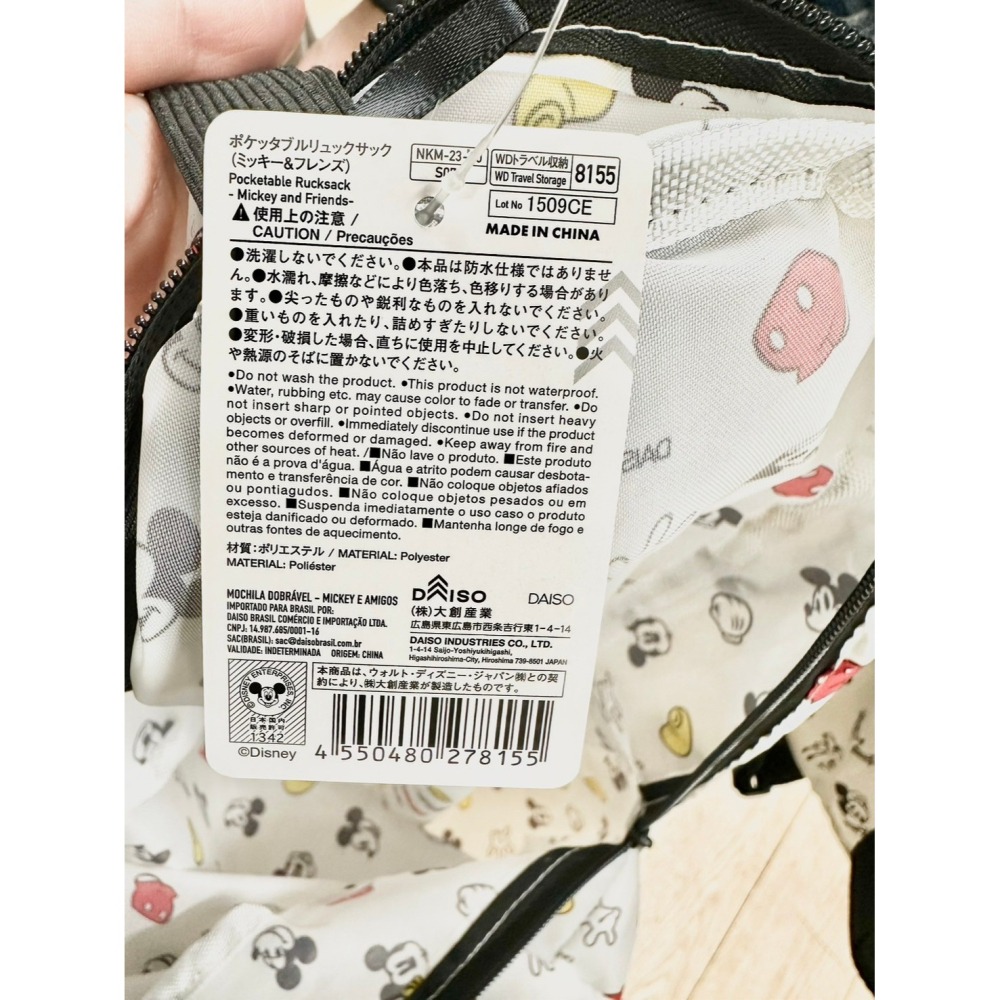 ポケッタブルリュックサック
(ミッキー&フレンズ)
Pocketable Rucksack
- Mickey and Friends-
NKM-23-
WDトラベル収納
WD Travel Storage
8155
Lot No 1509CE
MADE IN CHINA
使用上の注意 /
CAUTION / Precauções
●洗濯しないでください。●本品は防水仕様ではありませ
ん。●水濡れ、摩擦などにより色落ち、色移りする場合があり
ます。●尖ったものや鋭利なものを入れないでください。
●重いものを入れたり、詰めすぎたりしないでください。
●変形・破損した場合、直ちに使用を中止してください。●火
や熱源のそばに置かないでください。
●Do not wash the product. ●This product is not waterproof.
●Water, rubbing etc. may cause color to fade or transfer. ●Do
not insert sharp or pointed objects. ●Do not insert heavy
objects or overfill. ●Immediately discontinue use if the product
becomes deformed or damaged. ●Keep away from fire and
other sources of heat. /■Não lave o produto. ■Este produto
não é a prova d'água. ■Água e atrito podem causar desbota-
mento e transferência de cor. ■Não coloque objetos afiados
ou pontiagudos. ■Não coloque objetos pesados ou em
excesso. ■Suspenda imediatamente o uso caso o produto
esteja danificado ou deformado. ■Mantenha longe de fogo e
outras fontes de aquecimento.
材質:ポリエステル / MATERIAL: Polyester
MATERIAL: Poliéster
MOCHILA DOBRÁVEL - MICKEY E AMIGOS
IMPORTADO PARA BRASIL POR:
DAISO BRASIL COMÉRCIO E IMPORTAÇÃO LTDA.
CNPJ: 14.987.685/0001-16
SAC(BRASIL): sac@daisobrasil.com.br
VALIDADE: INDETERMINADA ORIGEM: CHINA
DAISO
DAISO
(株)大創産業
広島県東広島市西条吉行東1-4-14
DAISO INDUSTRIES CO., LTD.
1-4-14 Saijo-Yoshiyukihigashi,
Higashihiroshima-City, Hiroshima 739-8501 JAPAN
©DISNEY ENTERPRISES, INC.
日本国内
販売許可
1342
©Disney
本商品は、ウォルト・ディズニー・ジャパン(株)との契
約により、(株)大創産業が製造したものです。
4 550480 278155
DAISO